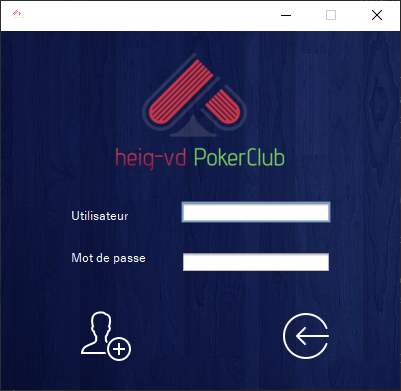 heig-vd PokerClub
Utilisateur
Mot de passe